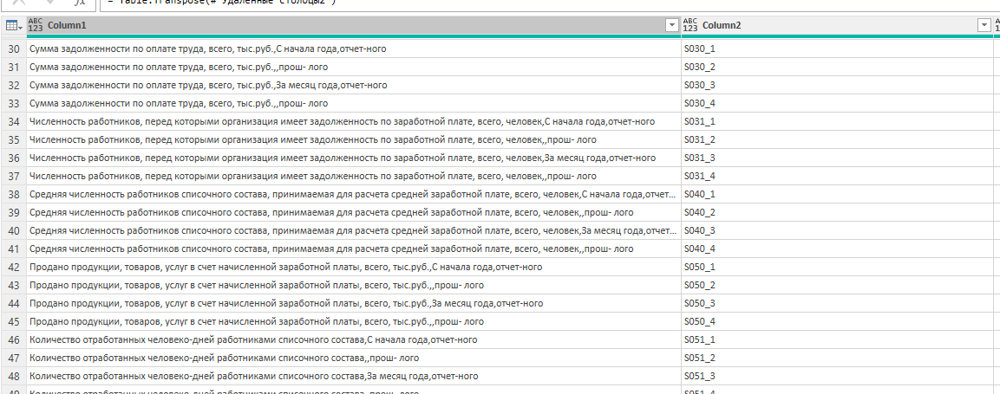 = Table.Transpose(#"Удаленные столбцы2")
ABC 123 Column1 ABC 123 Column2
30 Сумма задолженности по оплате труда, всего, тыс.руб.,С начала года,отчет-ного S030_1
31 Сумма задолженности по оплате труда, всего, тыс.руб.,,прош- лого S030_2
32 Сумма задолженности по оплате труда, всего, тыс.руб.,За месяц года,отчет-ного S030_3
33 Сумма задолженности по оплате труда, всего, тыс.руб.,,прош- лого S030_4
34 Численность работников, перед которыми организация имеет задолженность по заработной плате, всего, человек,С начала года,отчет-ного S031_1
35 Численность работников, перед которыми организация имеет задолженность по заработной плате, всего, человек,,прош- лого S031_2
36 Численность работников, перед которыми организация имеет задолженность по заработной плате, всего, человек,За месяц года,отчет-ного S031_3
37 Численность работников, перед которыми организация имеет задолженность по заработной плате, всего, человек,,прош- лого S031_4
38 Средняя численность работников списочного состава, принимаемая для расчета средней заработной плате, всего, человек,С начала года,отчет... S040_1
39 Средняя численность работников списочного состава, принимаемая для расчета средней заработной плате, всего, человек,,прош- лого S040_2
40 Средняя численность работников списочного состава, принимаемая для расчета средней заработной плате, всего, человек,За месяц года,отчет... S040_3
41 Средняя численность работников списочного состава, принимаемая для расчета средней заработной плате, всего, человек,,прош- лого S040_4
42 Продано продукции, товаров, услуг в счет начисленной заработной платы, всего, тыс.руб.,С начала года,отчет-ного S050_1
43 Продано продукции, товаров, услуг в счет начисленной заработной платы, всего, тыс.руб.,,прош- лого S050_2
44 Продано продукции, товаров, услуг в счет начисленной заработной платы, всего, тыс.руб.,За месяц года,отчет-ного S050_3
45 Продано продукции, товаров, услуг в счет начисленной заработной платы, всего, тыс.руб.,,прош- лого S050_4
46 Количество отработанных человеко-дней работниками списочного состава,С начала года,отчет-ного S051_1
47 Количество отработанных человеко-дней работниками списочного состава,,прош- лого S051_2
48 Количество отработанных человеко-дней работниками списочного состава,За месяц года,отчет-ного S051_3
49 Количество отработанных человеко-дней работниками списочного состава,,прош- лого S051_4